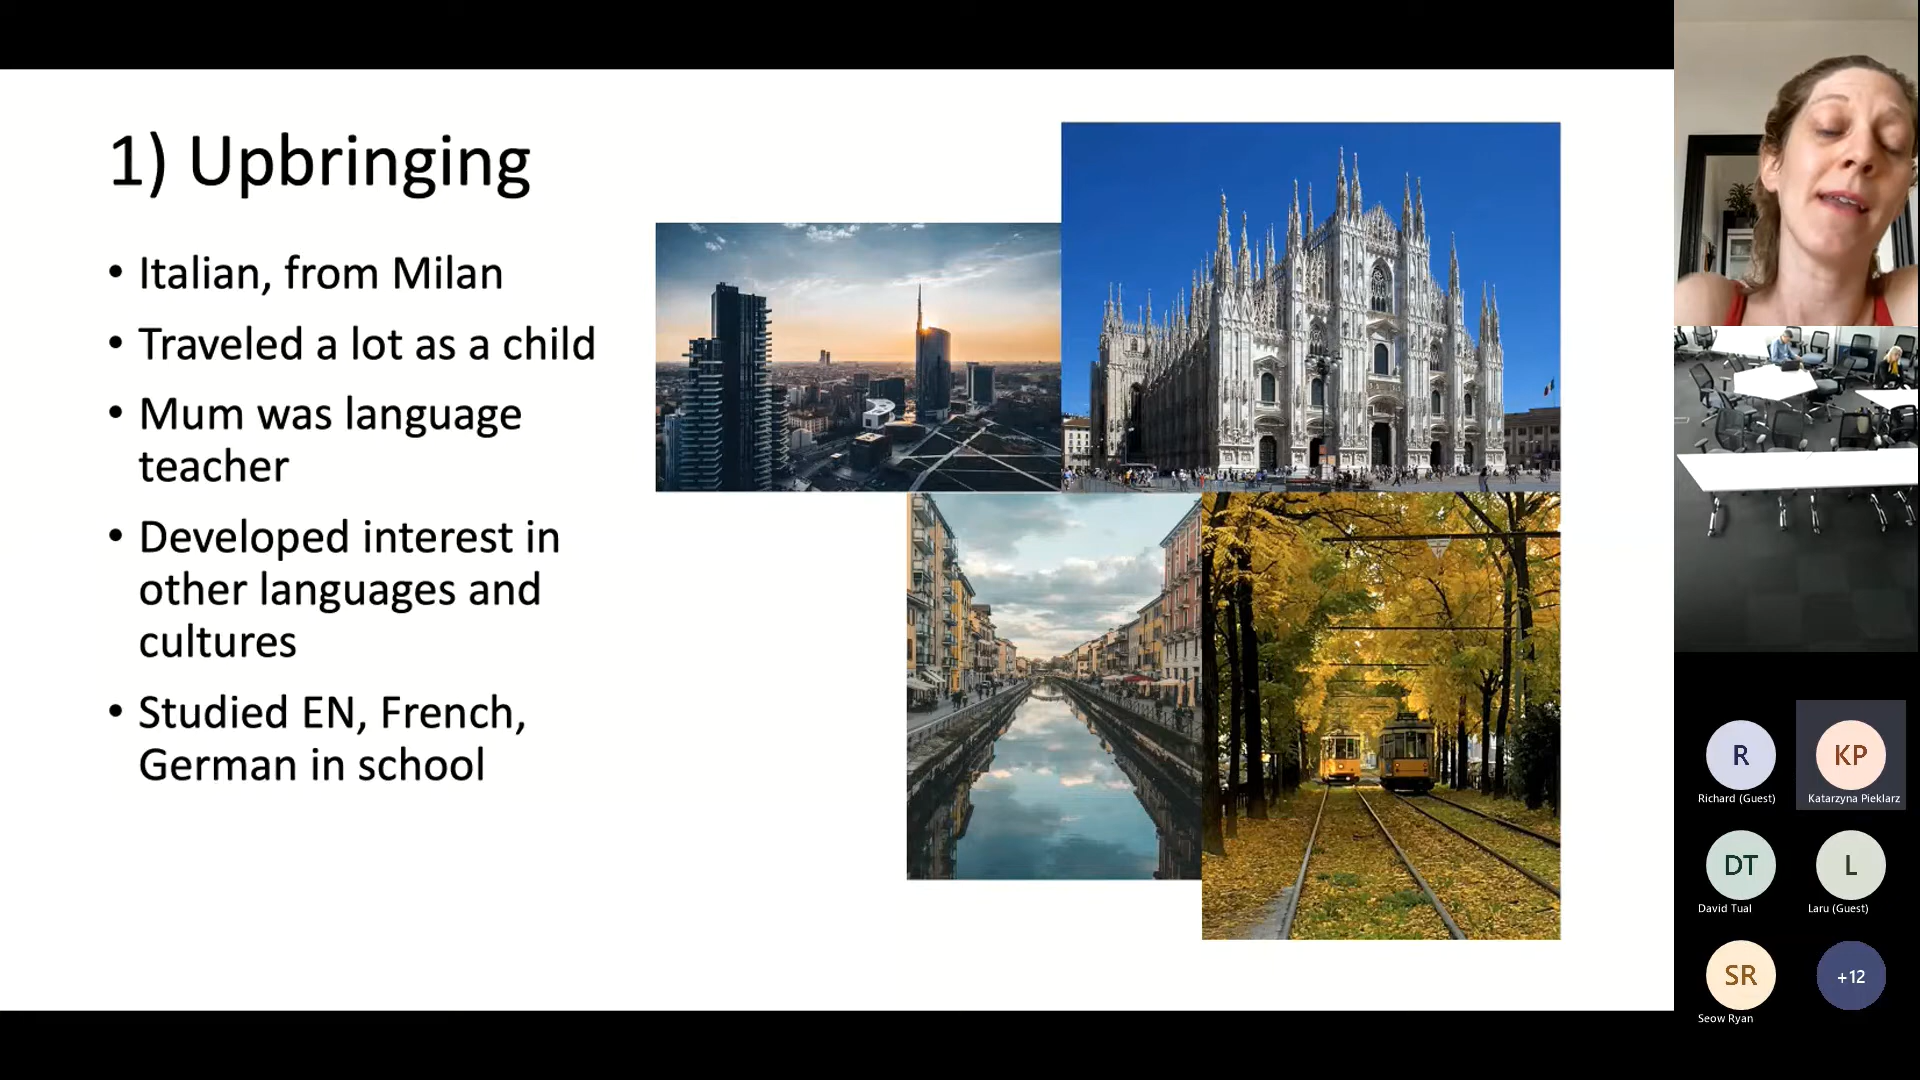 1) Upbringing
• Italian, from Milan
• Traveled a lot as a child
• Mum was language
teacher
• Developed interest in
other languages and
cultures
• Studied EN, French,
German in school
R
Richard (Guest)
KP
Katarzyna Pieklarz
DT
David Tual
L
Laru (Guest)
SR
Seow Ryan
+12